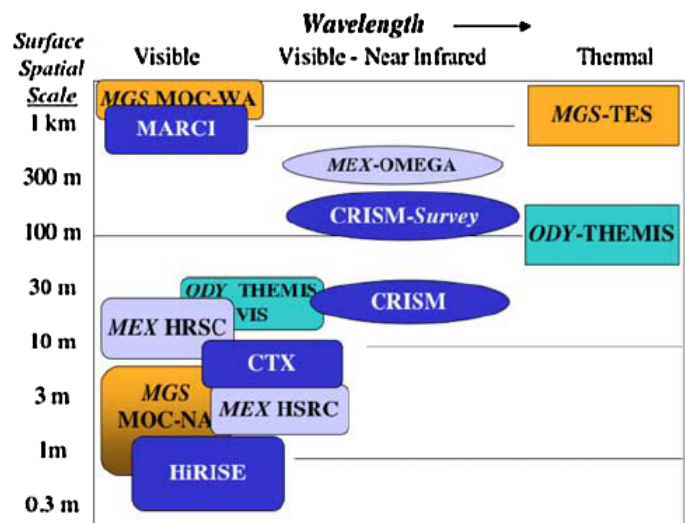 Wavelength
Surface
Spatial
Scale
Visible
Visible - Near Infrared
Thermal
MGS MOC-WA
MGS-TES
1 km
MARCI
MEX-OMEGA
300 m
CRISM-Survey
100 m
ODY-THEMIS
30 m
ODY THEMIS
VIS
CRISM
MEX HRSC
10 m
CTX
3 m
MGS
MOC-NA
MEX HSRC
1m
HiRISE
0.3 m